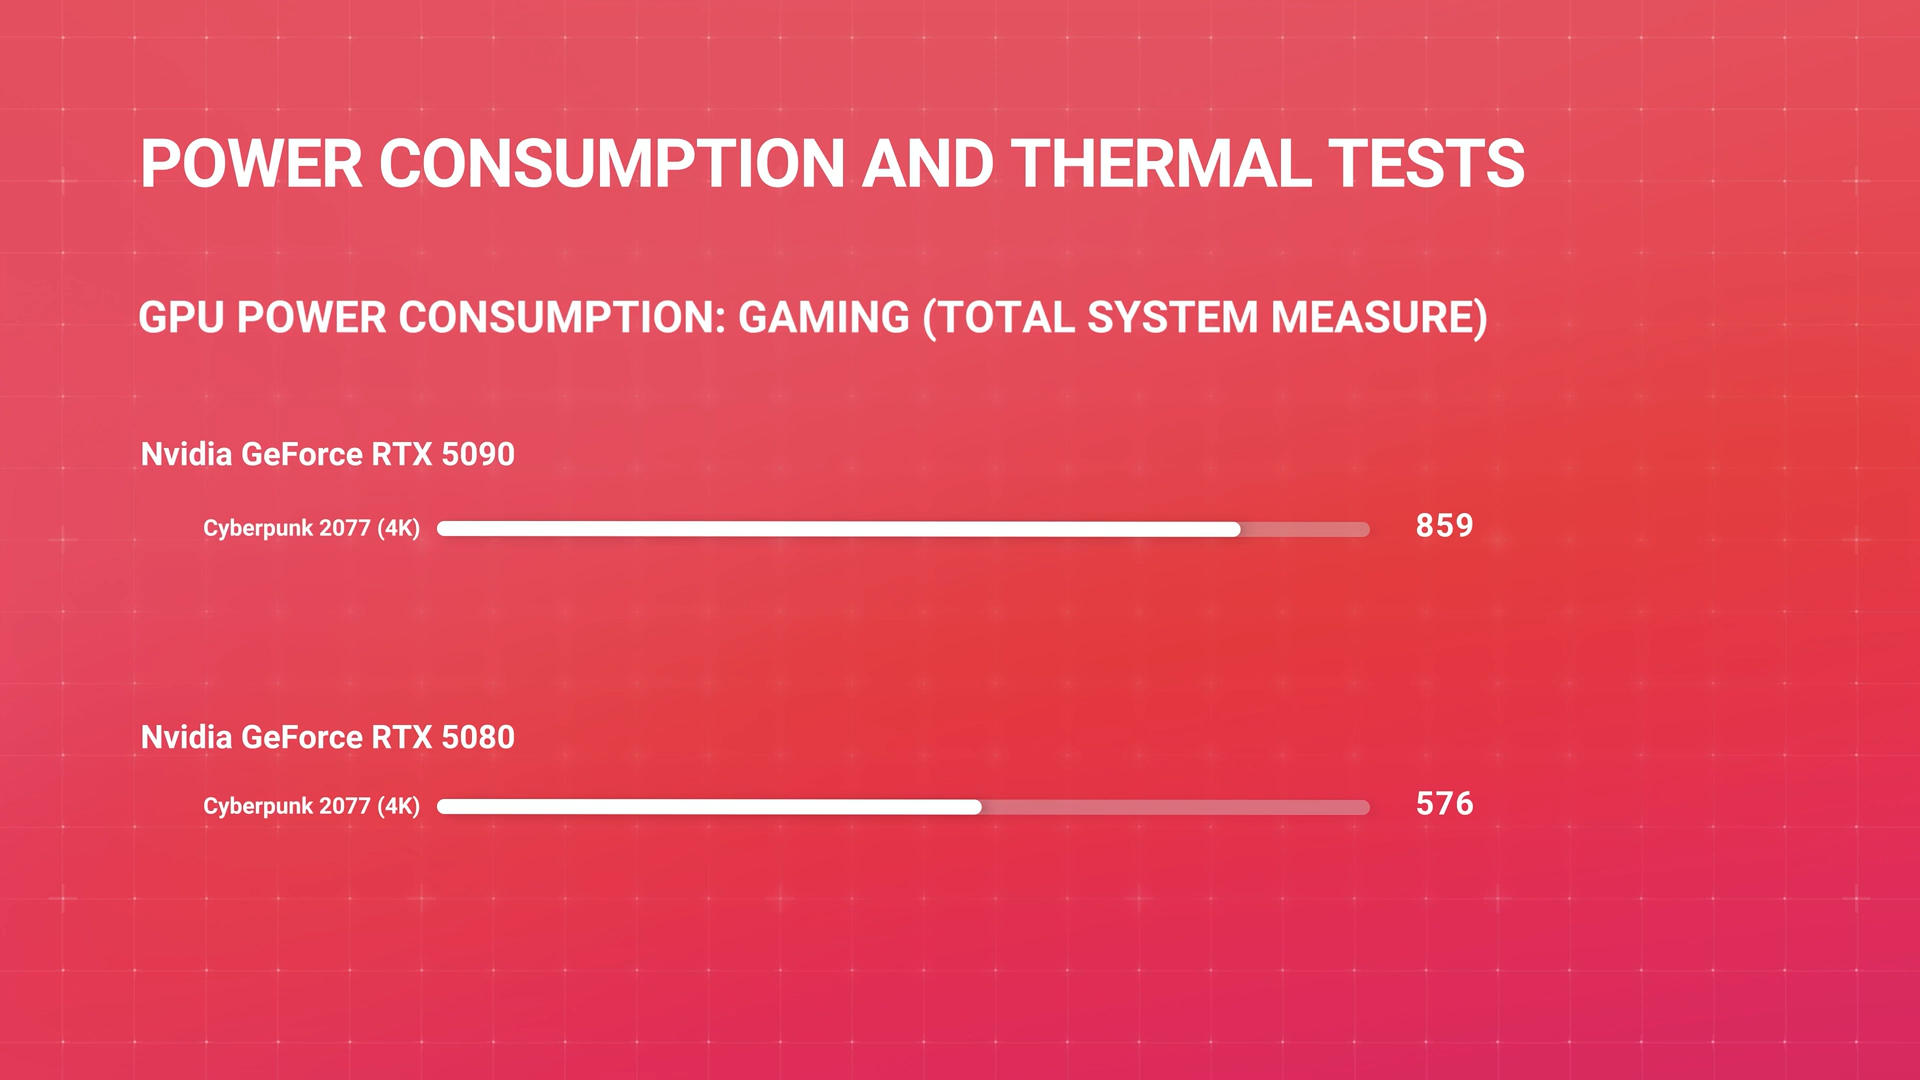 POWER CONSUMPTION AND THERMAL TESTS
GPU POWER CONSUMPTION: GAMING (TOTAL SYSTEM MEASURE)
Nvidia GeForce RTX 5090
Cyberpunk 2077 (4K) 859
Nvidia GeForce RTX 5080
Cyberpunk 2077 (4K) 576